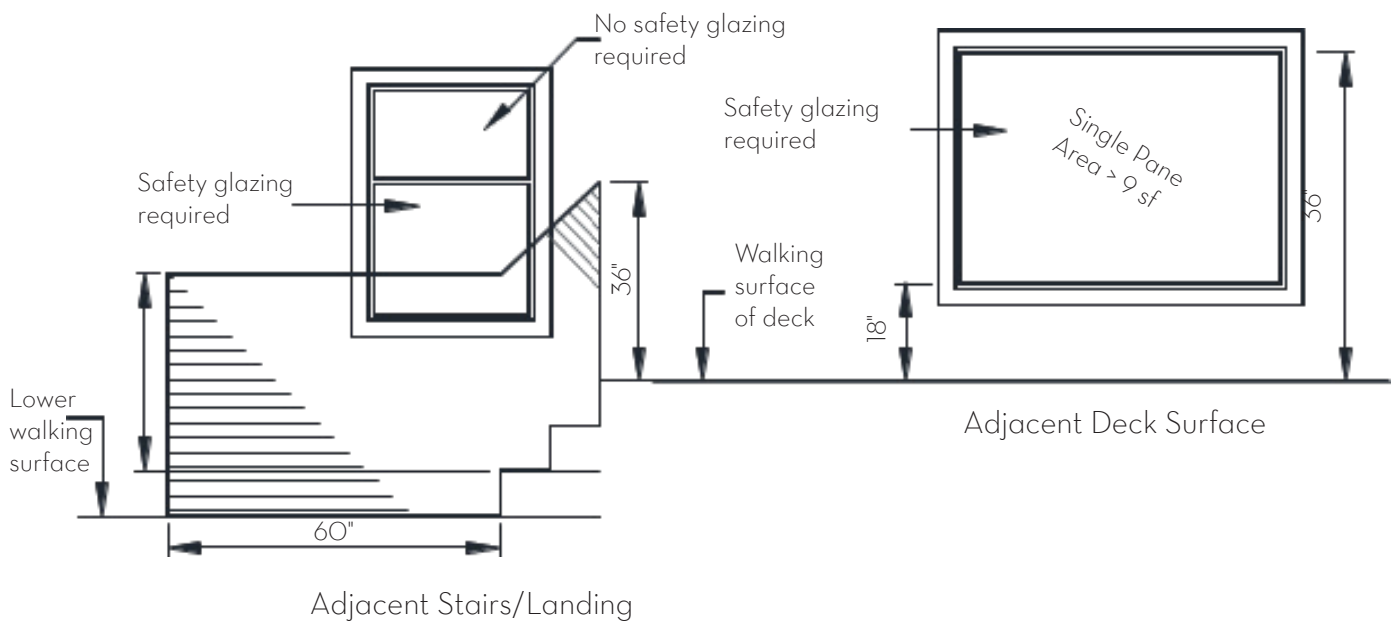 No safety glazing
required
Safety glazing
required
36"
Lower
walking
surface
60"
Adjacent Stairs/Landing
Safety glazing
required
Single Pane
Area > 9 sf
36"
Walking
surface
of deck
18"
Adjacent Deck Surface